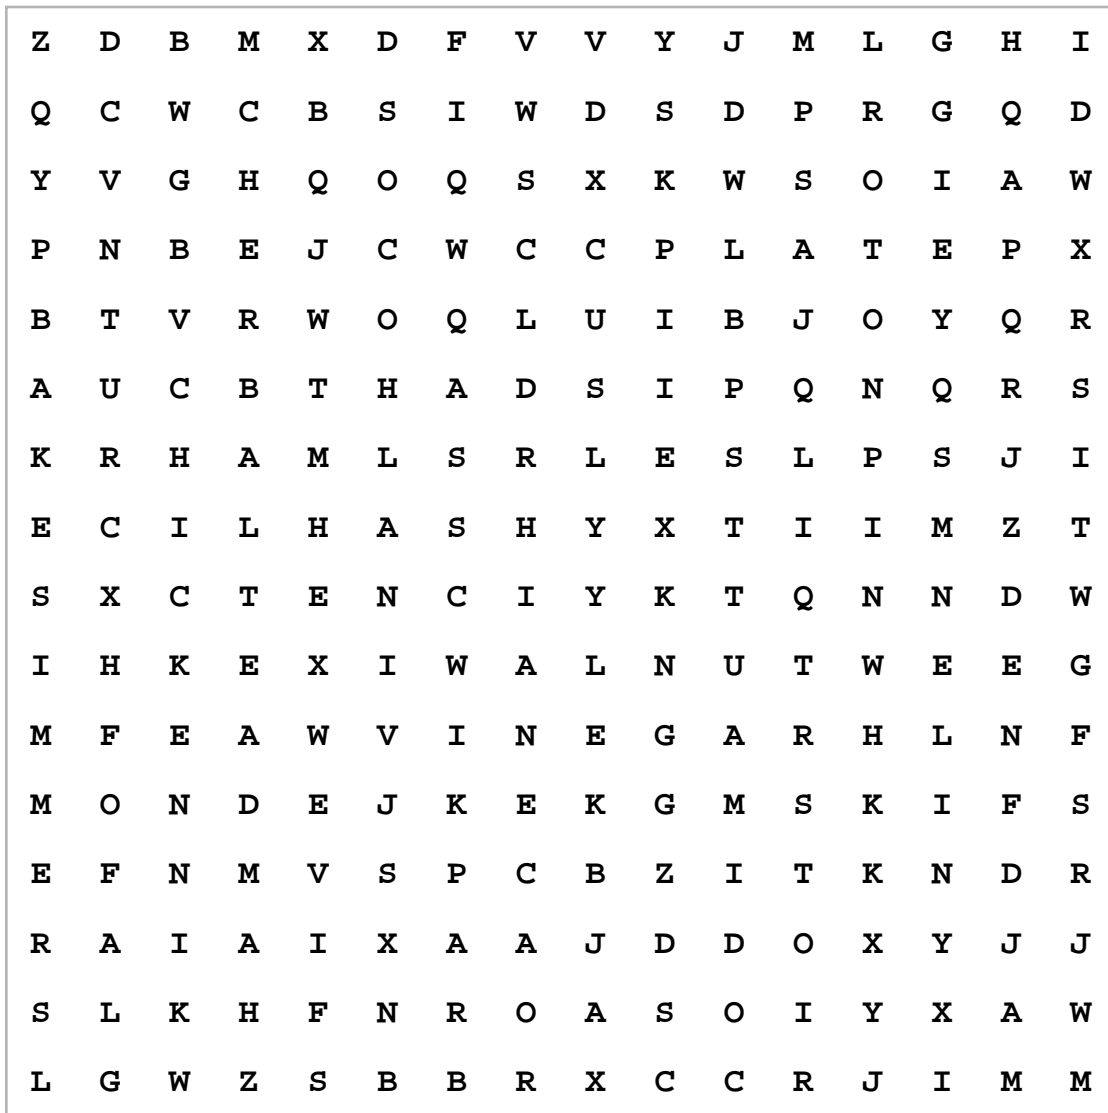 Z D B M X D F V V Y J M L G H I
Q C W C B S I W D S D P R G Q D
Y V G H Q O Q S X K W S O I A W
P N B E J C W C C P L A T E P X
B T V R W O Q L U I B J O Y Q R
A U C B T H A D S I P Q N Q R S
K R H A M L S R L E S L P S J I
E C I L H A S H Y X T I I M Z T
S X C T E N C I Y K T Q N N D W
I H K E X I W A L N U T W E E G
M F E A W V I N E G A R H L N F
M O N D E J K E K G M S K I F S
E F N M V S P C B Z I T K N D R
R A I A I X A A J D D O X Y J J
S L K H F N R O A S O I Y X A W
L G W Z S B B R X C C R J I M M